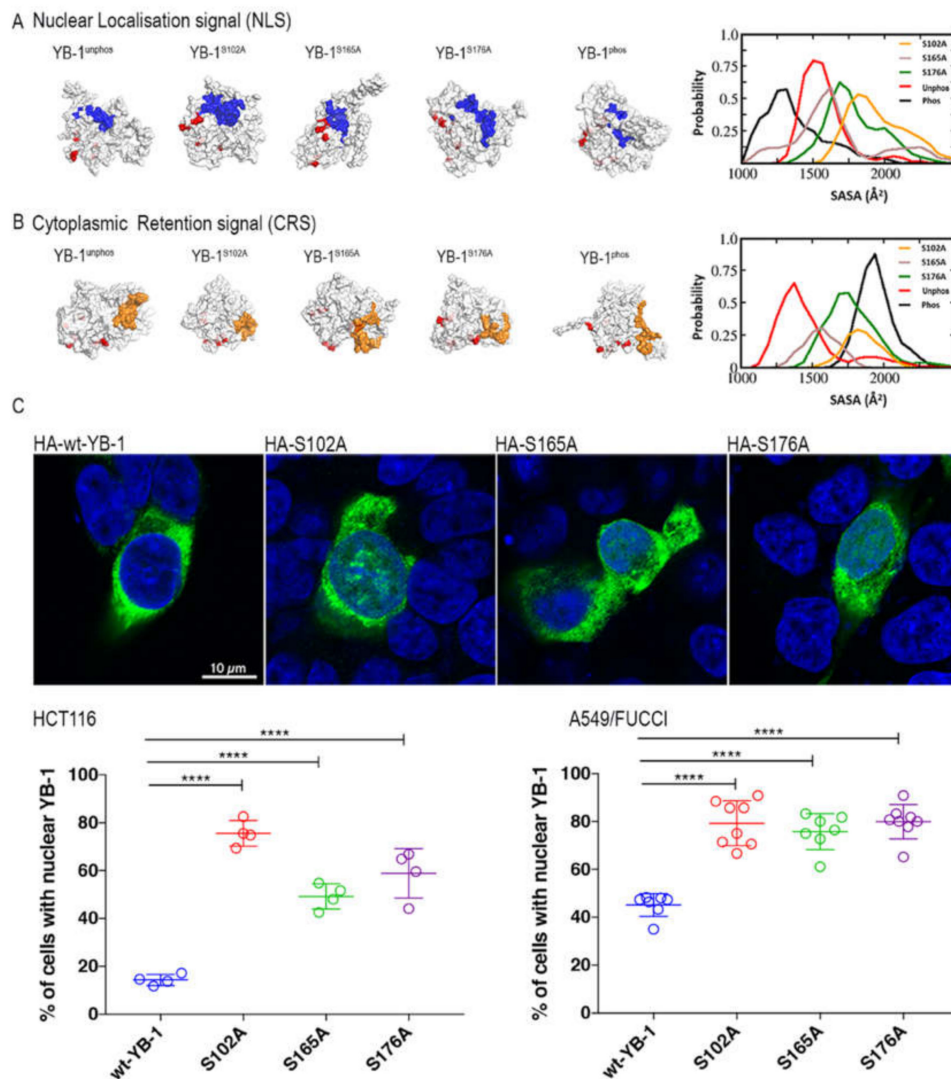 A Nuclear Localisation signal (NLS)
YB-1unphos YB-1S102A YB-1S165A YB-1S176A YB-1phos
Probability
1.0
0.75
0.5
0.25
0
1000 1500 2000
SASA (Å2)
S102A
S165A
S176A
Unphos
Phos
B Cytoplasmic Retention signal (CRS)
YB-1unphos YB-1S102A YB-1S165A YB-1S176A YB-1phos
Probability
1.0
0.75
0.5
0.25
0
1000 1500 2000
SASA (Å2)
S102A
S165A
S176A
Unphos
Phos
C
HA-wt-YB-1 HA-S102A HA-S165A HA-S176A
10 µm
HCT116
% of cells with nuclear YB-1
100
80
60
40
20
0
****
****
****
wt-YB-1 S102A S165A S176A
A549/FUCCI
% of cells with nuclear YB-1
100
80
60
40
20
0
****
****
****
wt-YB-1 S102A S165A S176A